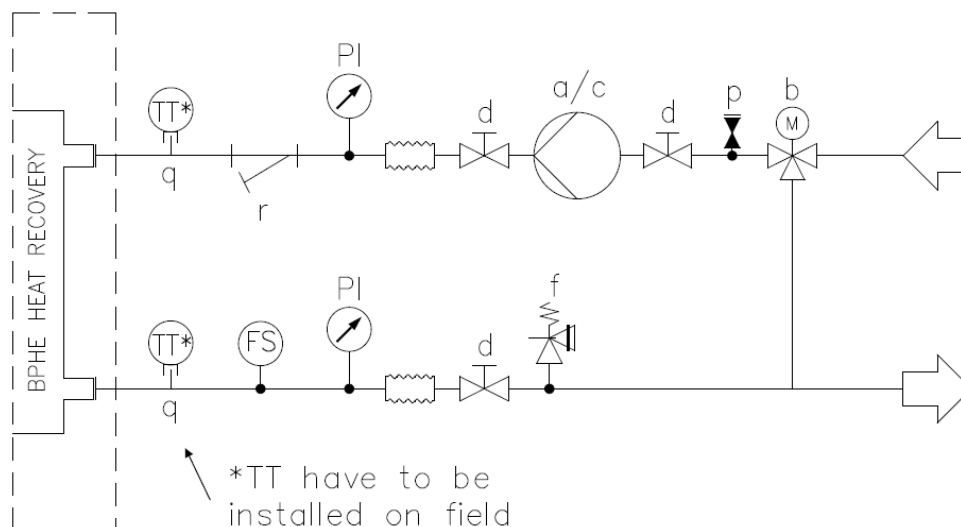 PI
a/c
p
b
d
d
TT*
M
q
r
BPHE HEAT RECOVERY
PI
f
d
TT*
FS
q
*TT have to be
installed on field